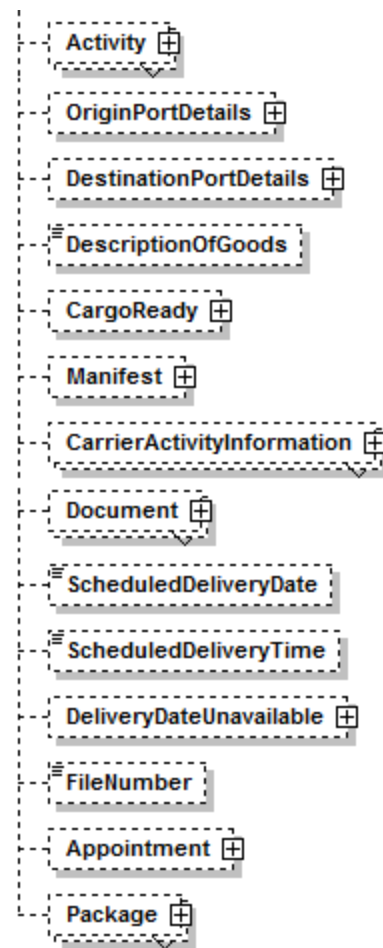 Activity
OriginPortDetails
DestinationPortDetails
DescriptionOfGoods
CargoReady
Manifest
CarrierActivityInformation
Document
ScheduledDeliveryDate
ScheduledDeliveryTime
DeliveryDateUnavailable
FileNumber
Appointment
Package